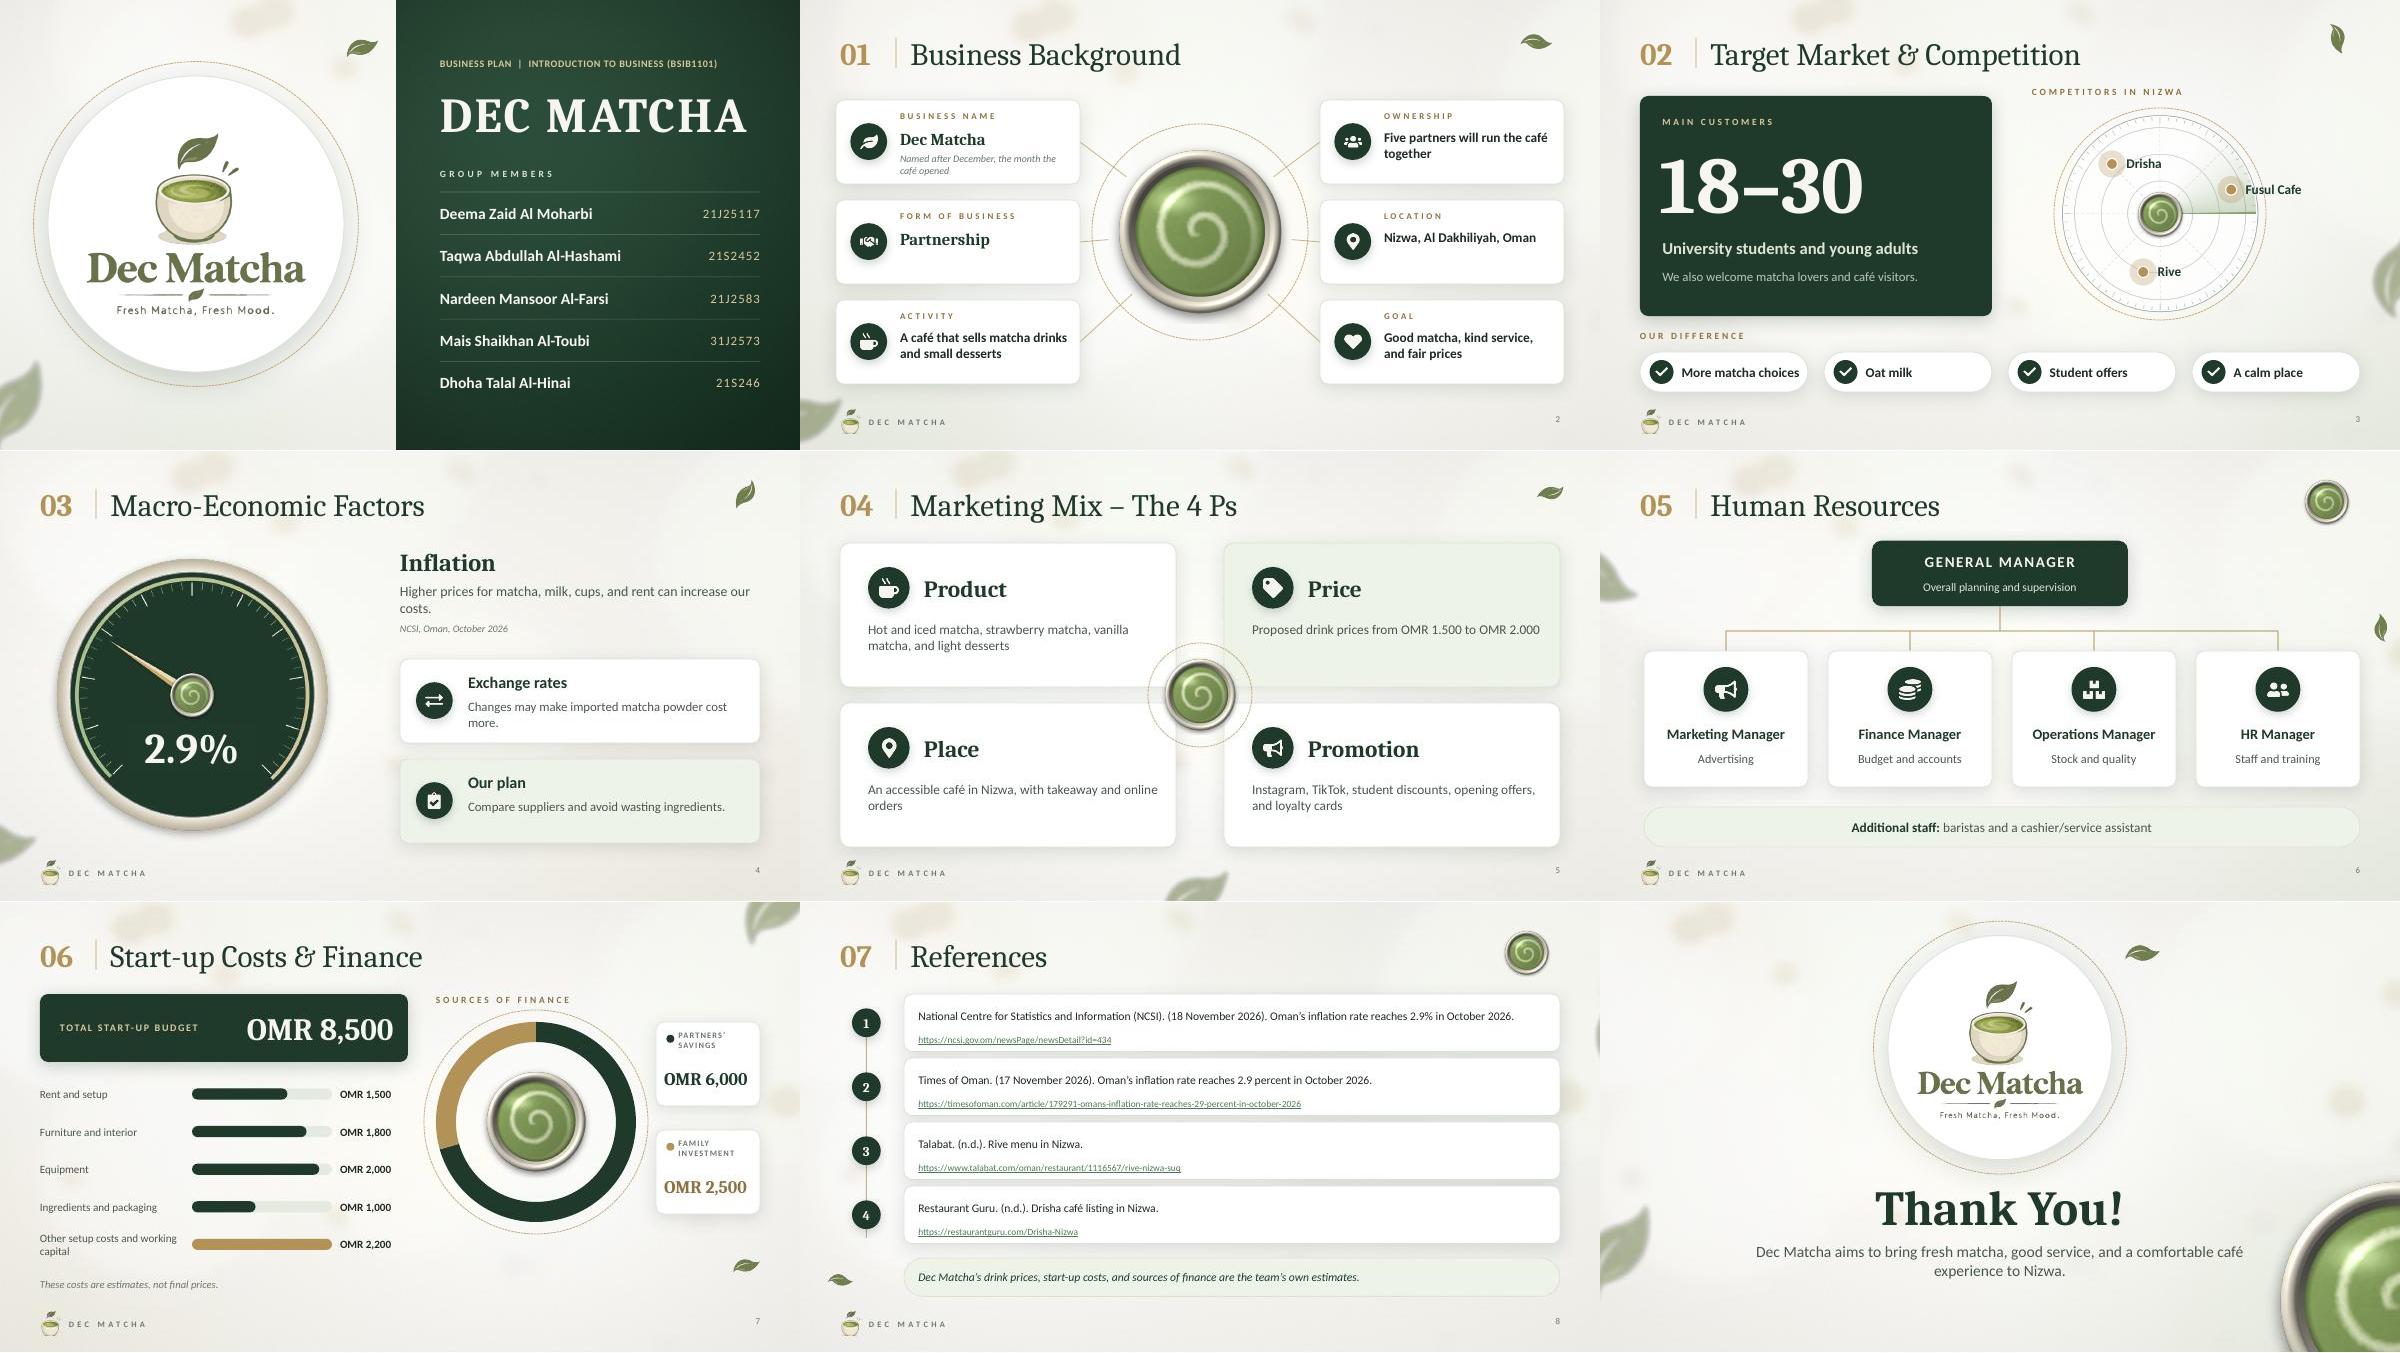 Dec Matcha
Fresh Matcha, Fresh Mood.
BUSINESS PLAN | INTRODUCTION TO BUSINESS (BSIB1101)
DEC MATCHA
GROUP MEMBERS
Deema Zaid Al Moharbi 21J25117
Taqwa Abdullah Al-Hashami 21S2452
Nardeen Mansoor Al-Farsi 21J2583
Mais Shaikhan Al-Toubi 31J2573
Dhoha Talal Al-Hinai 21S246
01 Business Background
BUSINESS NAME
Dec Matcha
Named after December, the month the
café opened
FORM OF BUSINESS
Partnership
ACTIVITY
A café that sells matcha drinks
and small desserts
OWNERSHIP
Five partners will run the café
together
LOCATION
Nizwa, Al Dakhiliyah, Oman
GOAL
Good matcha, kind service,
and fair prices
DEC MATCHA
2
02 Target Market & Competition
MAIN CUSTOMERS
18–30
University students and young adults
We also welcome matcha lovers and café visitors.
COMPETITORS IN NIZWA
Drisha
Fusul Cafe
Rive
OUR DIFFERENCE
More matcha choices
Oat milk
Student offers
A calm place
DEC MATCHA
3
03 Macro-Economic Factors
2.9%
Inflation
Higher prices for matcha, milk, cups, and rent can increase our
costs.
NCSI, Oman, October 2026
Exchange rates
Changes may make imported matcha powder cost
more.
Our plan
Compare suppliers and avoid wasting ingredients.
DEC MATCHA
4
04 Marketing Mix – The 4 Ps
Product
Hot and iced matcha, strawberry matcha, vanilla
matcha, and light desserts
Price
Proposed drink prices from OMR 1.500 to OMR 2.000
Place
An accessible café in Nizwa, with takeaway and online
orders
Promotion
Instagram, TikTok, student discounts, opening offers,
and loyalty cards
DEC MATCHA
5
05 Human Resources
GENERAL MANAGER
Overall planning and supervision
Marketing Manager
Advertising
Finance Manager
Budget and accounts
Operations Manager
Stock and quality
HR Manager
Staff and training
Additional staff: baristas and a cashier/service assistant
DEC MATCHA
6
06 Start-up Costs & Finance
TOTAL START-UP BUDGET OMR 8,500
Rent and setup OMR 1,500
Furniture and interior OMR 1,800
Equipment OMR 2,000
Ingredients and packaging OMR 1,000
Other setup costs and working
capital OMR 2,200
These costs are estimates, not final prices.
SOURCES OF FINANCE
PARTNERS'
SAVINGS
OMR 6,000
FAMILY
INVESTMENT
OMR 2,500
DEC MATCHA
7
07 References
1
National Centre for Statistics and Information (NCSI). (18 November 2026). Oman's inflation rate reaches 2.9% in October 2026.
https://ncsi.gov.om/newsPage/newsDetail?id=434
2
Times of Oman. (17 November 2026). Oman's inflation rate reaches 2.9 percent in October 2026.
https://timesofoman.com/article/179291-omans-inflation-rate-reaches-29-percent-in-october-2026
3
Talabat. (n.d.). Rive menu in Nizwa.
https://www.talabat.com/oman/restaurant/1116567/rive-nizwa-suq
4
Restaurant Guru. (n.d.). Drisha café listing in Nizwa.
https://restaurantguru.com/Drisha-Nizwa
Dec Matcha's drink prices, start-up costs, and sources of finance are the team's own estimates.
DEC MATCHA
8
Dec Matcha
Fresh Matcha, Fresh Mood.
Thank You!
Dec Matcha aims to bring fresh matcha, good service, and a comfortable café
experience to Nizwa.